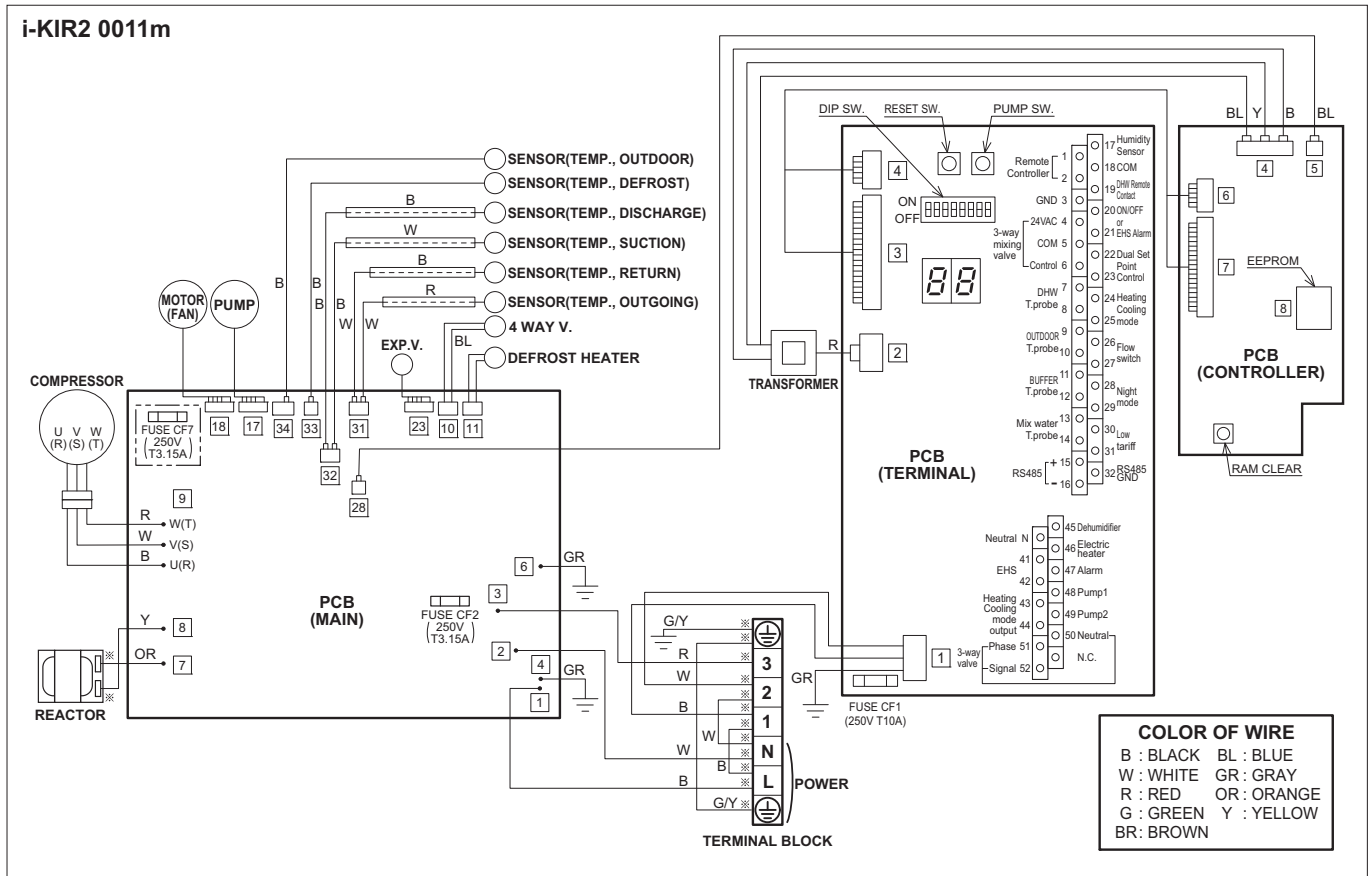 i-KIR2 0011m
DIP SW.
RESET SW.
PUMP SW.
BL Y B BL
SENSOR(TEMP., OUTDOOR)
SENSOR(TEMP., DEFROST)
B
SENSOR(TEMP., DISCHARGE)
W
SENSOR(TEMP., SUCTION)
B
SENSOR(TEMP., RETURN)
R
SENSOR(TEMP., OUTGOING)
4 WAY V.
DEFROST HEATER
B
B
B
B
W
W
BL
EXP.V.
MOTOR
(FAN)
PUMP
COMPRESSOR
U V W
(R) (S) (T)
FUSE CF7
250V
T3.15A
18
17
34
33
31
23
10
11
32
28
9
R
W(T)
W
V(S)
B
U(R)
PCB
(MAIN)
FUSE CF2
250V
T3.15A
6
GR
3
2
4
GR
1
Y
8
OR
7
※
※
REACTOR
4
3
2
ON
OFF
88
R
TRANSFORMER
Remote
Controller
1
2
GND 3
24VAC 4
3-way
mixing
valve
COM 5
Control 6
DHW
T.probe
7
8
OUTDOOR
T.probe
9
10
BUFFER
T.probe
11
12
Mix water
T.probe
13
14
RS485
+ 15
- 16
17 Humidity
Sensor
18 COM
19 DHW Remote
Contact
20 ON/OFF
or
21 EHS Alarm
22 Dual Set
Point
23 Control
24 Heating
Cooling
25 mode
26 Flow
switch
27
28 Night
mode
29
30 Low
tariff
31
32 RS485
GND
PCB
(TERMINAL)
Neutral N
41
EHS
42
Heating
Cooling
mode
output
43
44
3-way
valve
Phase 51
Signal 52
45 Dehumidifier
46 Electric
heater
47 Alarm
48 Pump1
49 Pump2
50 Neutral
N.C.
1
FUSE CF1
(250V T10A)
4
5
6
7
EEPROM
8
PCB
(CONTROLLER)
RAM CLEAR
G/Y
※
※
R
※
3
W
※
2
※
B
※
1
※
GR
W
※
W
※
N
B
※
B
※
L
G/Y ※
POWER
TERMINAL BLOCK
COLOR OF WIRE
B : BLACK BL : BLUE
W : WHITE GR : GRAY
R : RED OR : ORANGE
G : GREEN Y : YELLOW
BR : BROWN